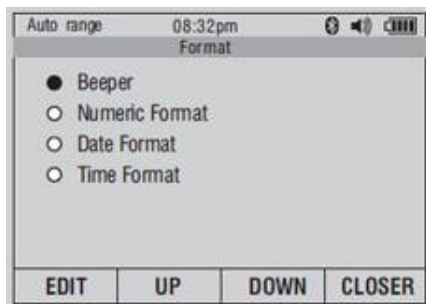 Auto range 08:32pm
Format
Beeper
Numeric Format
Date Format
Time Format
EDIT UP DOWN CLOSER